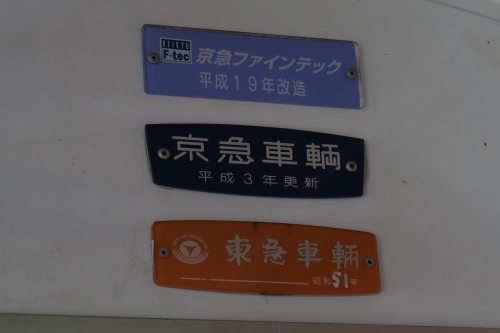 KEIKYU
F-tec
京急ファインテック
平成19年改造
京急車輌
平成3年更新
東急車輌
昭和51年